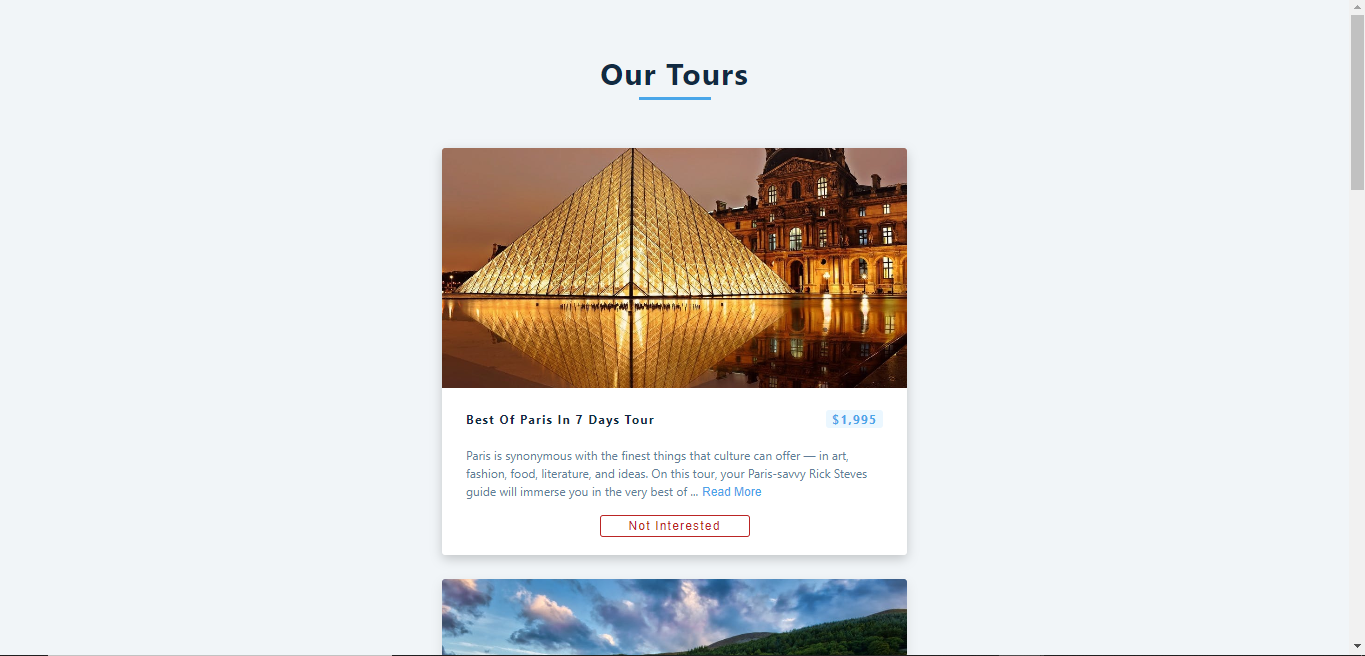 Our Tours
Best Of Paris In 7 Days Tour
$1,995
Paris is synonymous with the finest things that culture can offer — in art,
fashion, food, literature, and ideas. On this tour, your Paris-savvy Rick Steves
guide will immerse you in the very best of ... Read More
Not Interested